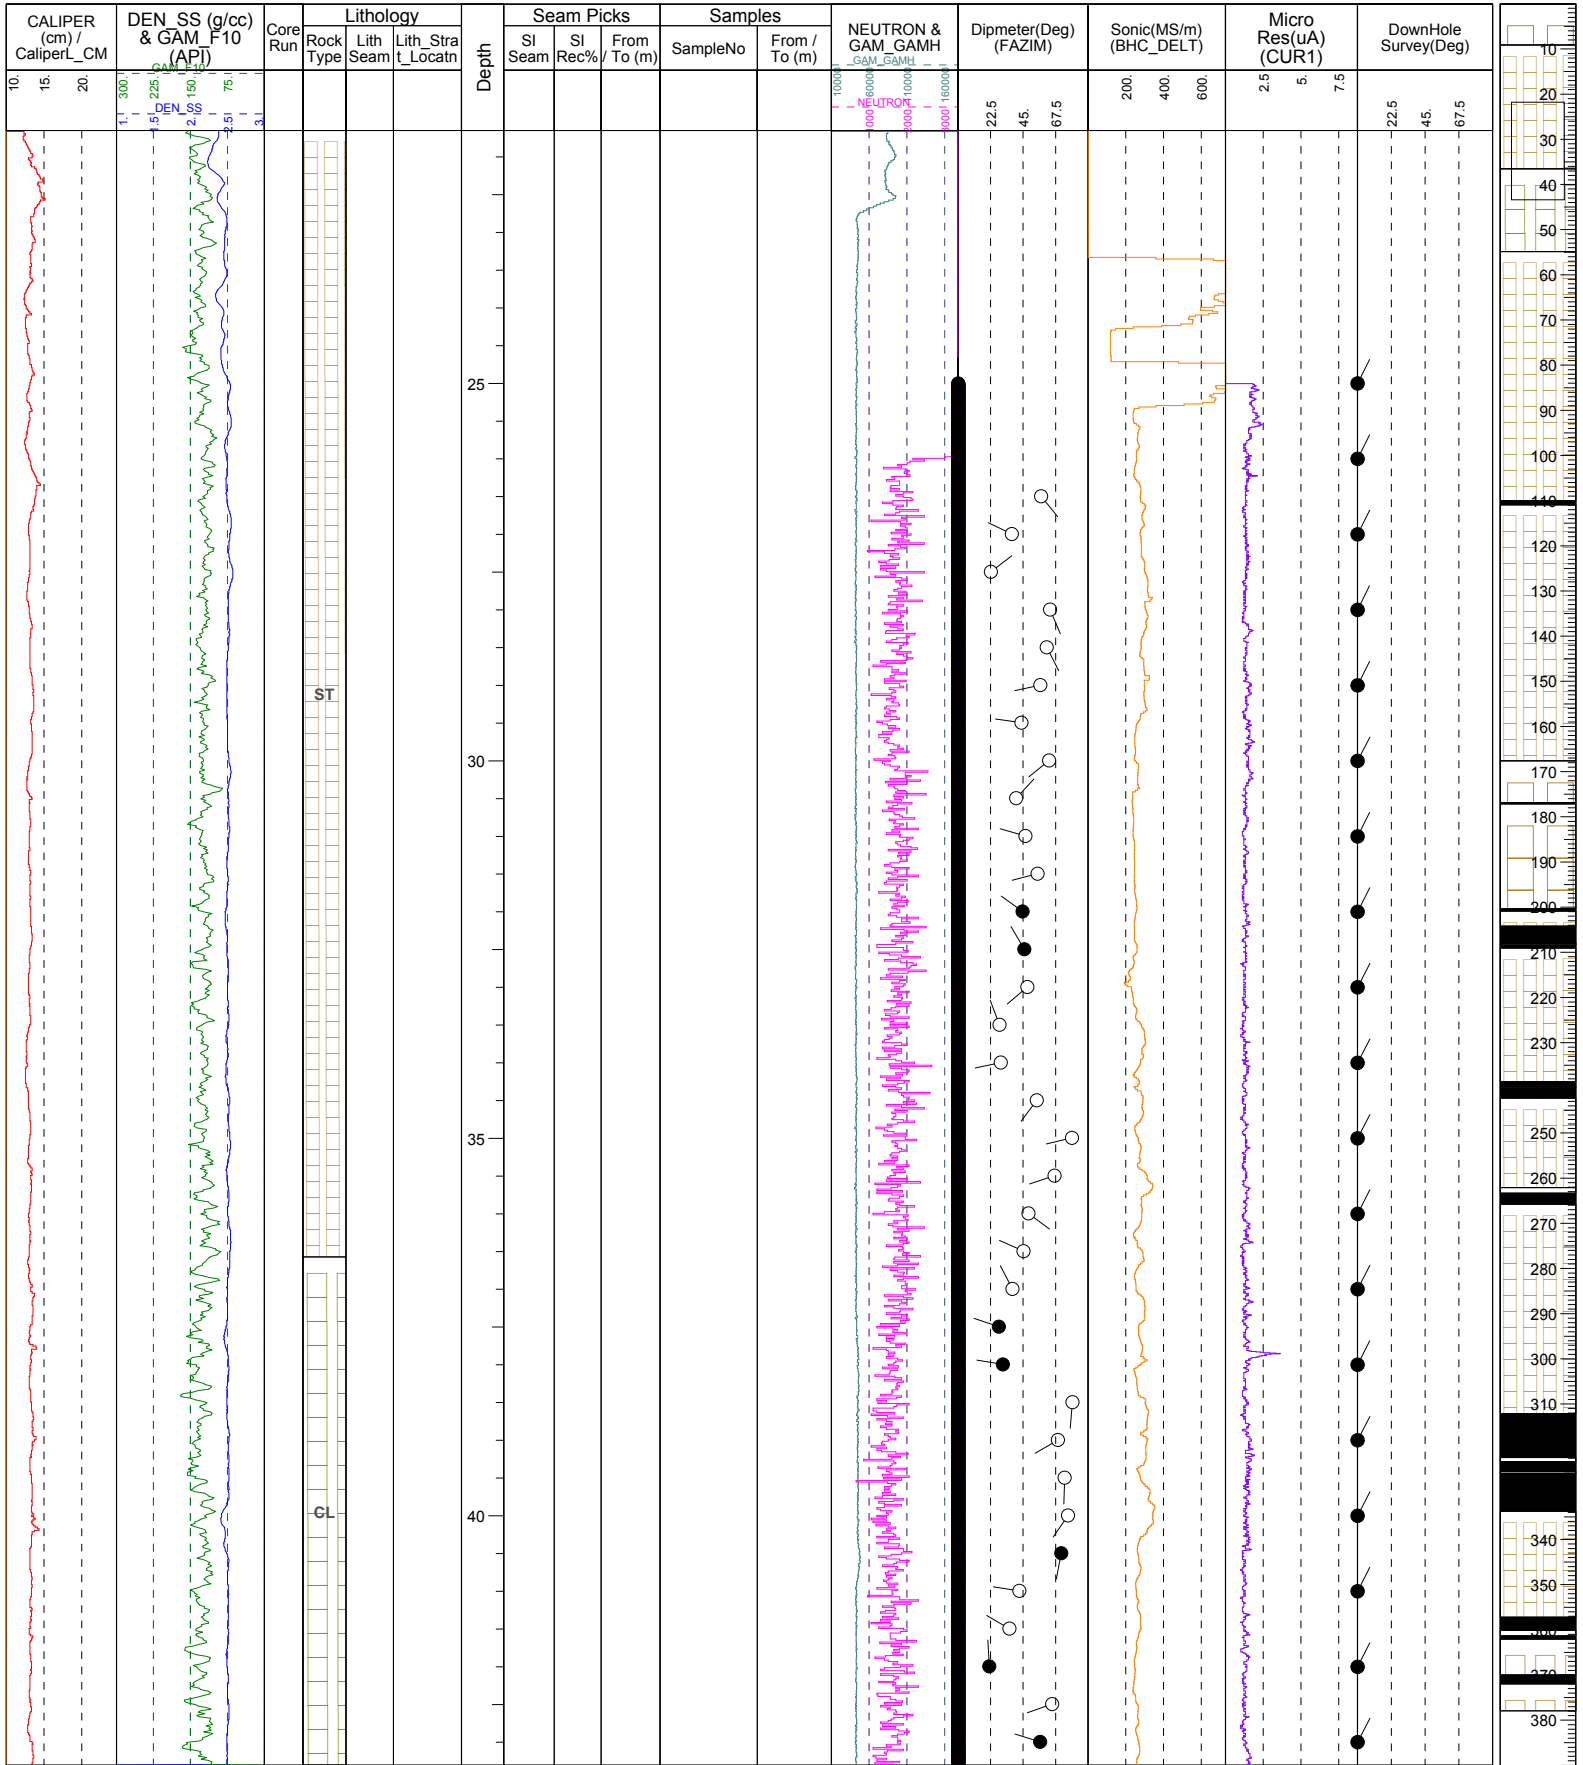 CALIPER
(cm) /
CaliperL_CM
DEN_SS (g/cc)
& GAM_F10
(API)
Core
Run
Lithology
Rock
Type
Lith
Seam
Lith_Stra
t_Locatn
Depth
Seam Picks
SI
Seam
SI
Rec%
From
/ To (m)
Samples
SampleNo
From /
To (m)
NEUTRON &
GAM_GAMH
Dipmeter(Deg)
(FAZIM)
Sonic(MS/m)
(BHC_DELT)
Micro
Res(uA)
(CUR1)
DownHole
Survey(Deg)
10. 15. 20.
GAM_F10
300. 225. 150. 75.
DEN_SS
1. 1.5 2. 2.5 3.
GAM_GAMH
NEUTRON
1000 2000 3000
22.5 45. 67.5
200. 400. 600.
2.5 5. 7.5
22.5 45. 67.5
ST
CL
25
30
35
40
10
20
30
40
50
60
70
80
90
100
110
120
130
140
150
160
170
180
190
200
210
220
230
250
260
270
280
290
300
310
340
350
370
380